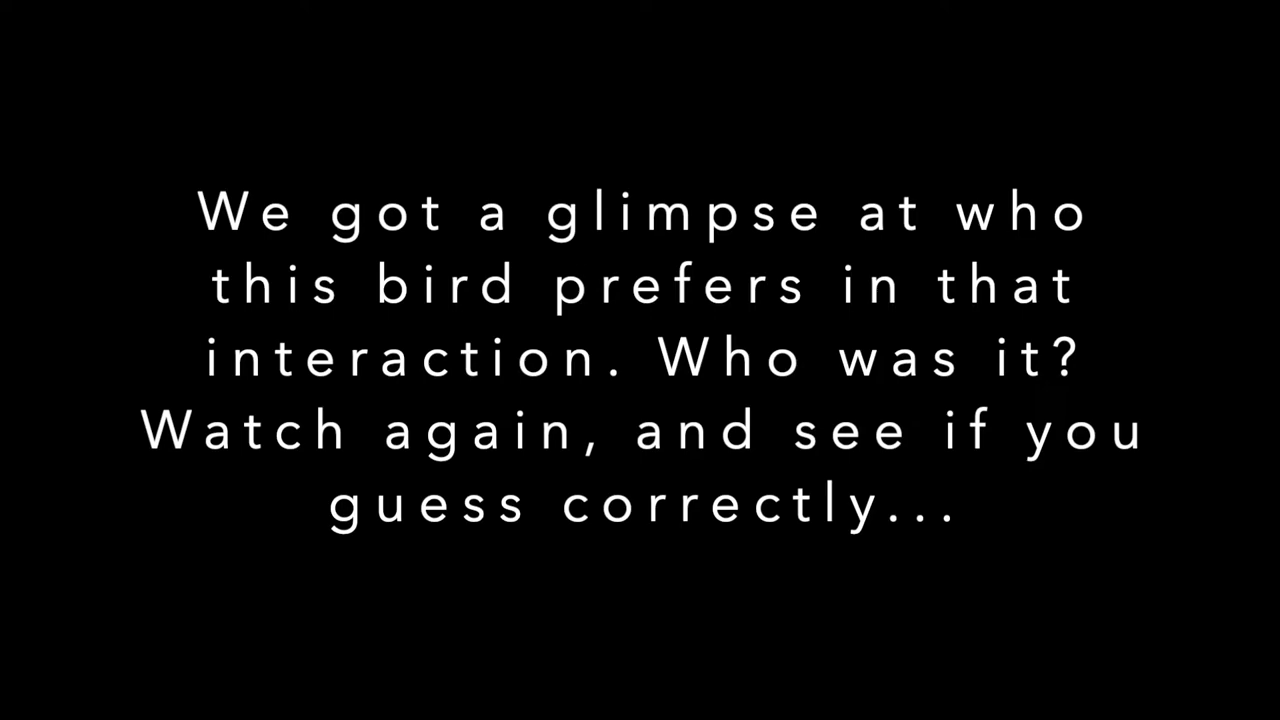 We got a glimpse at who
this bird prefers in that
interaction. Who was it?
Watch again, and see if you
guess correctly...